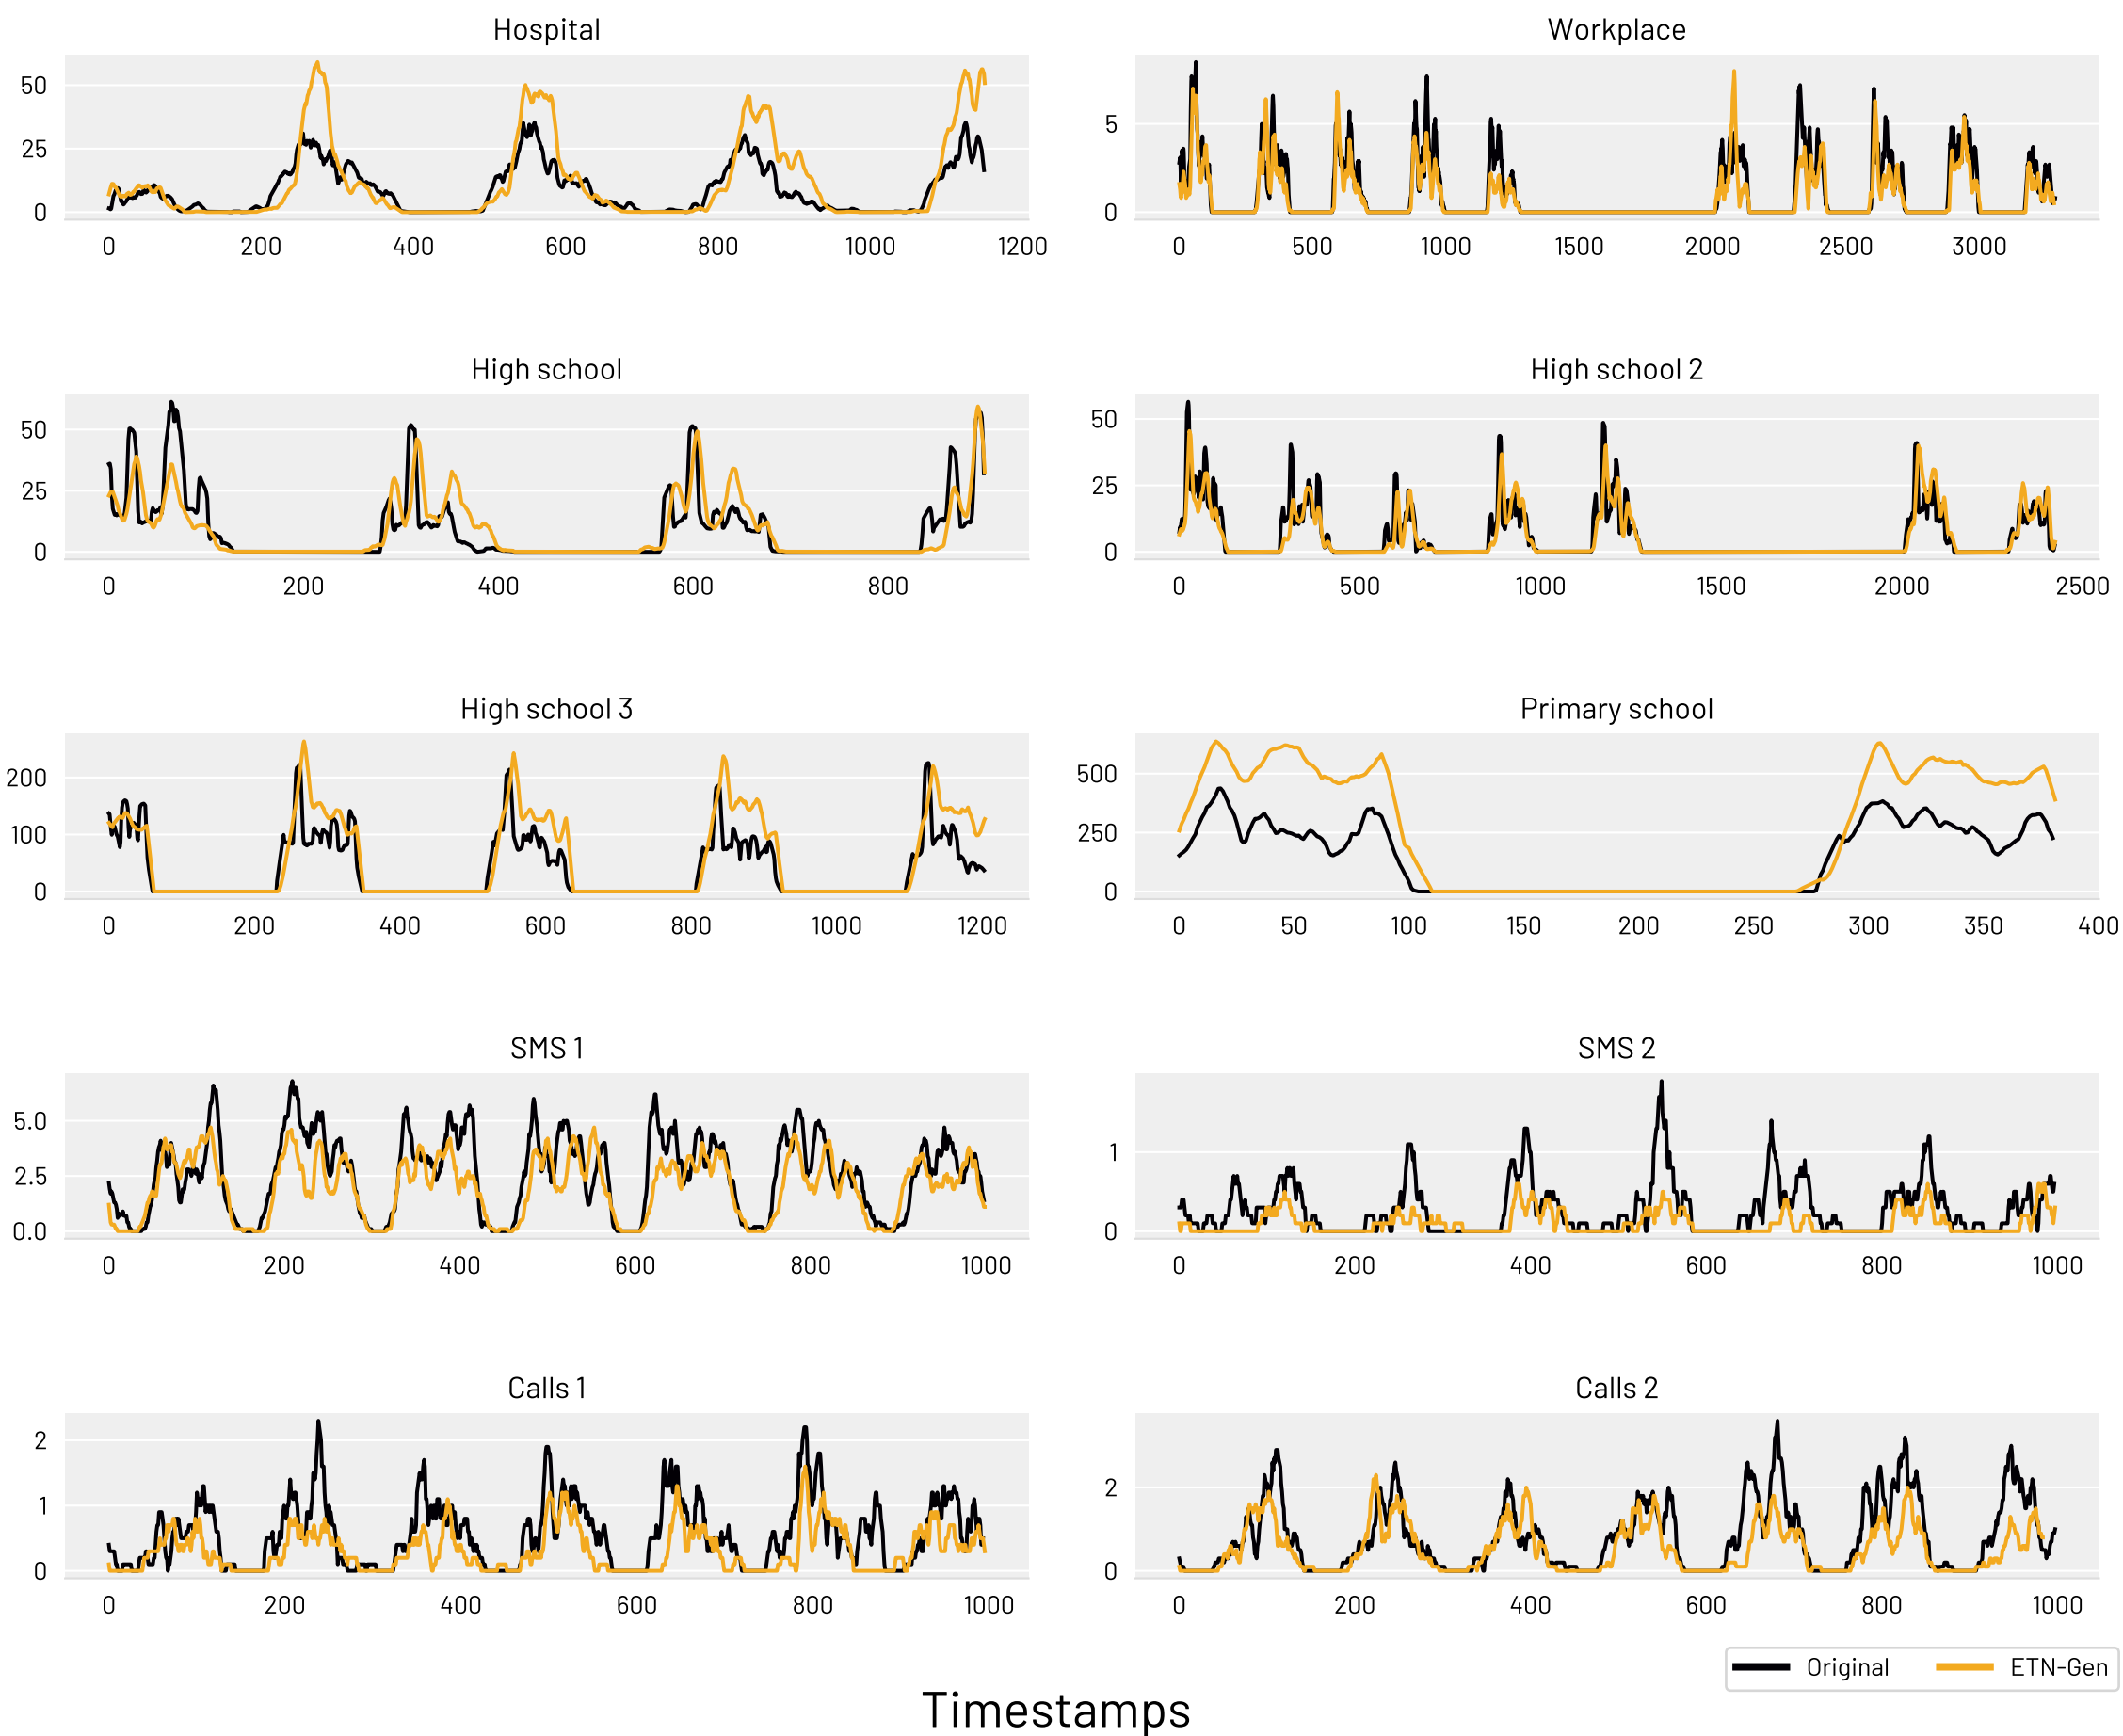 Hospital
50
25
0
0 200 400 600 800 1000 1200
Workplace
5
0
0 500 1000 1500 2000 2500 3000
High school
50
25
0
0 200 400 600 800
High school 2
50
25
0
0 500 1000 1500 2000 2500
High school 3
200
100
0
0 200 400 600 800 1000 1200
Primary school
500
250
0
0 50 100 150 200 250 300 350 400
SMS 1
5.0
2.5
0.0
0 200 400 600 800 1000
SMS 2
1
0
0 200 400 600 800 1000
Calls 1
2
1
0
0 200 400 600 800 1000
Calls 2
2
0
0 200 400 600 800 1000
Original ETN-Gen
Timestamps